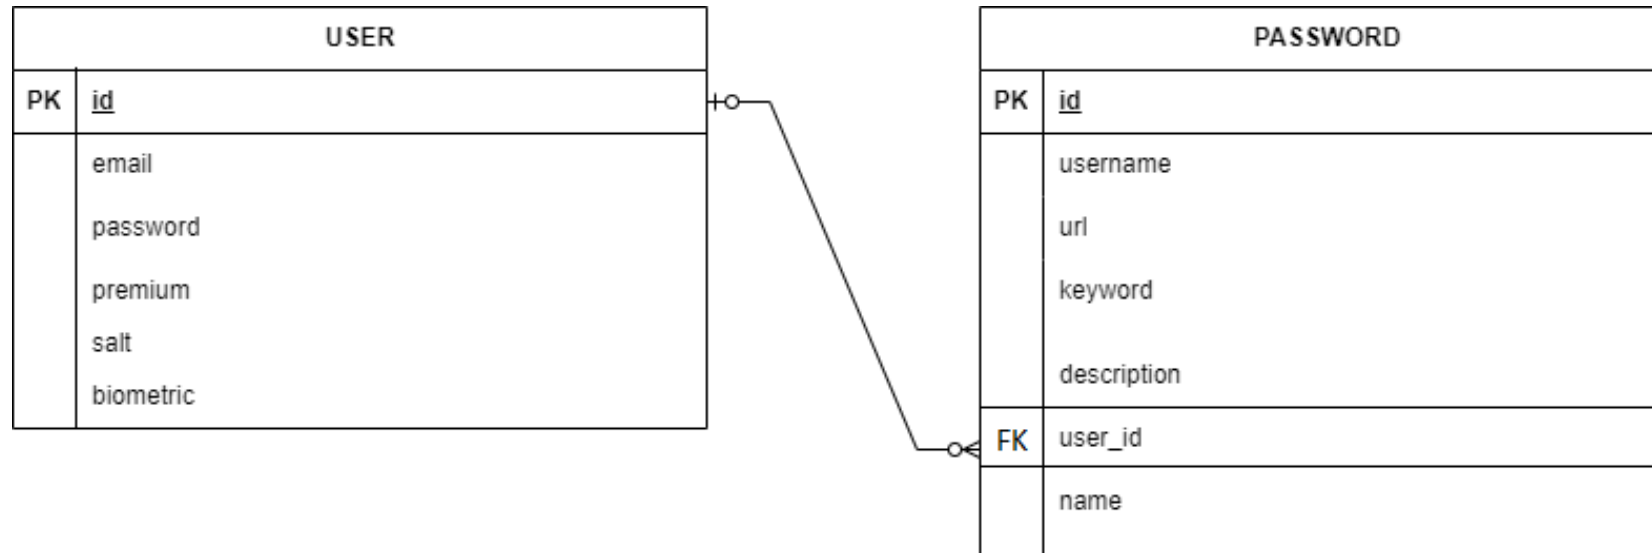 USER
PK id
email
password
premium
salt
biometric
PASSWORD
PK id
username
url
keyword
description
FK user_id
name